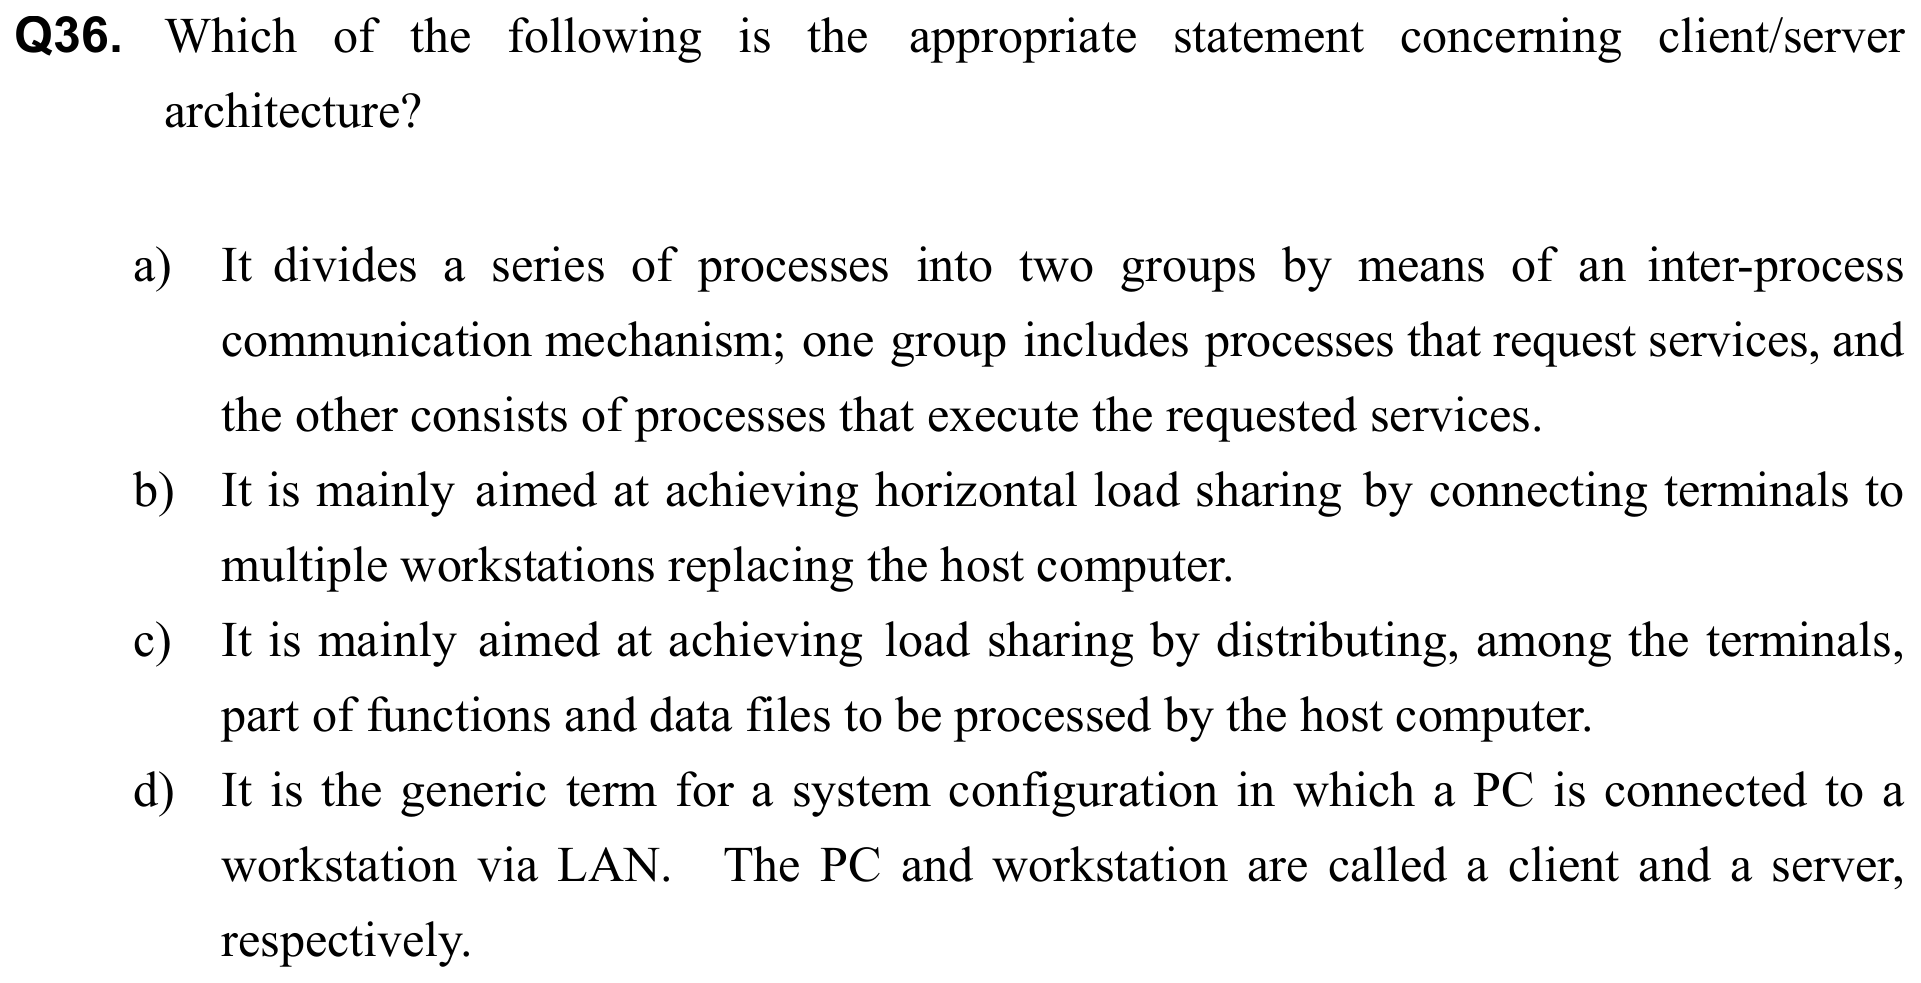 Q36. Which of the following is the appropriate statement concerning client/server
architecture?
a) It divides a series of processes into two groups by means of an inter-process
communication mechanism; one group includes processes that request services, and
the other consists of processes that execute the requested services.
b) It is mainly aimed at achieving horizontal load sharing by connecting terminals to
multiple workstations replacing the host computer.
c) It is mainly aimed at achieving load sharing by distributing, among the terminals,
part of functions and data files to be processed by the host computer.
d) It is the generic term for a system configuration in which a PC is connected to a
workstation via LAN. The PC and workstation are called a client and a server,
respectively.